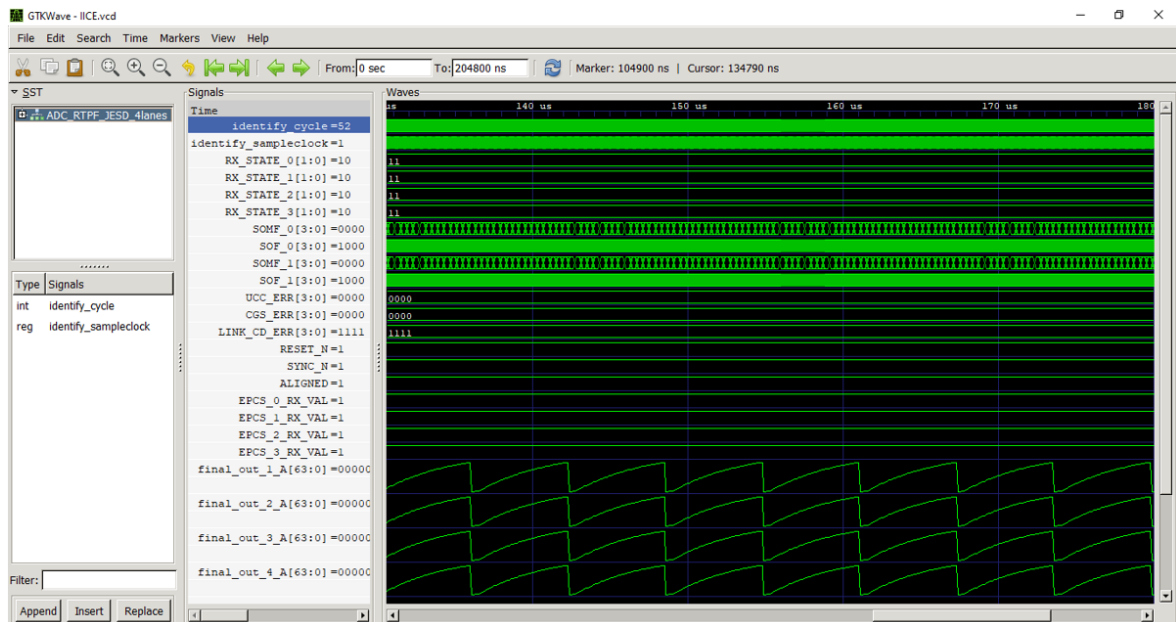 GTKWave - IICE.vcd
File Edit Search Time Markers View Help
From: 0 sec To: 204800 ns Marker: 104900 ns | Cursor: 134790 ns
SST
ADC_RTPF_JESD_4lanes
Type Signals
int identify_cycle
reg identify_sampleclock
Filter:
Append Insert Replace
Signals
Time
identify_cycle=52
identify_sampleclock=1
RX_STATE_0[1:0]=10
RX_STATE_1[1:0]=10
RX_STATE_2[1:0]=10
RX_STATE_3[1:0]=10
SOMF_0[3:0]=0000
SOF_0[3:0]=1000
SOMF_1[3:0]=0000
SOF_1[3:0]=1000
UCC_ERR[3:0]=0000
CGS_ERR[3:0]=0000
LINK_CD_ERR[3:0]=1111
RESET_N=1
SYNC_N=1
ALIGNED=1
EPCS_0_RX_VAL=1
EPCS_1_RX_VAL=1
EPCS_2_RX_VAL=1
EPCS_3_RX_VAL=1
final_out_1_A[63:0]=00000
final_out_2_A[63:0]=00000
final_out_3_A[63:0]=00000
final_out_4_A[63:0]=00000
Waves
us 140 us 150 us 160 us 170 us 180
11
11
11
11
0000
0000
1111